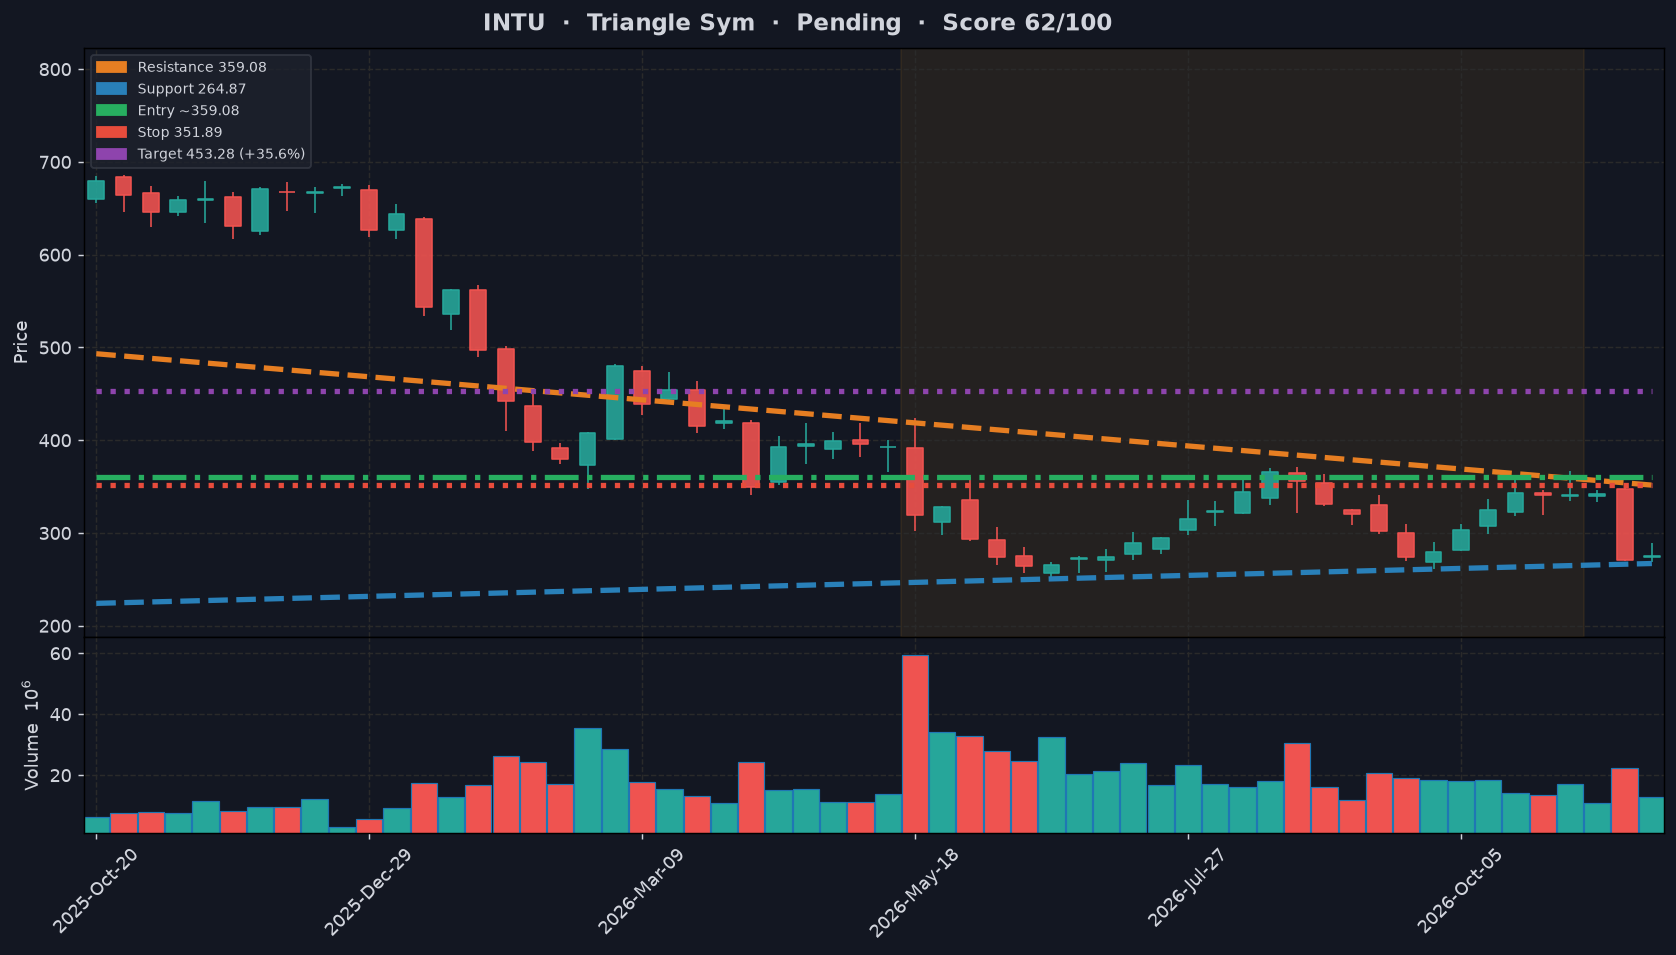 INTU · Triangle Sym · Pending · Score 62/100
Resistance 359.08
Support 264.87
Entry ~359.08
Stop 351.89
Target 453.28 (+35.6%)
800
700
600
500
400
300
200
Price
60
40
20
Volume 10⁶
2025-Oct-20
2025-Dec-29
2026-Mar-09
2026-May-18
2026-Jul-27
2026-Oct-05